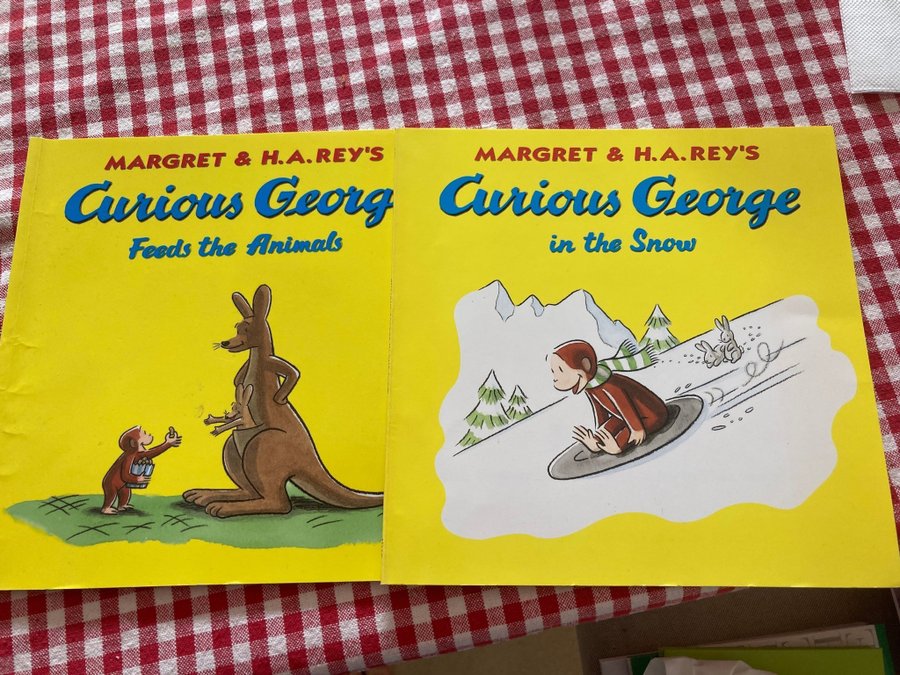 MARGRET & H.A. REY'S
Curious Georg
Feeds the Animals
MARGRET & H.A. REY'S
Curious George
in the Snow